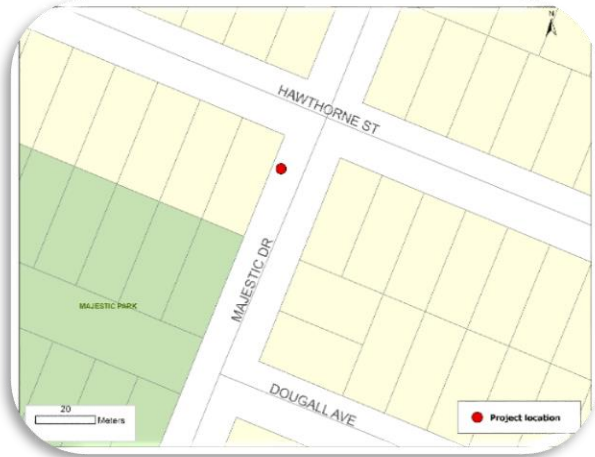 N
HAWTHORNE ST
MAJESTIC DR
MAJESTIC PARK
DOUGALL AVE
20
Meters
Project location